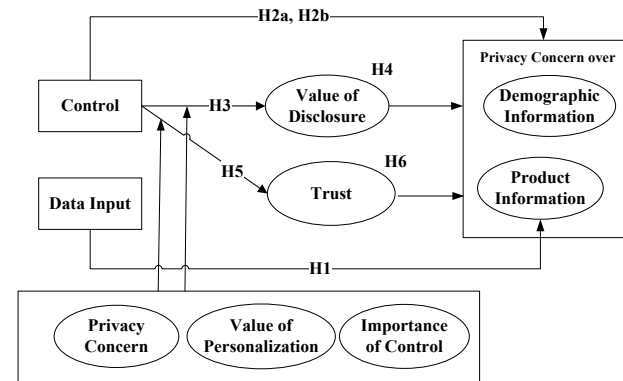 H2a, H2b
Privacy Concern over
H4
Control
H3
Value of
Disclosure
Demographic
Information
H5
H6
Data Input
Trust
Product
Information
H1
Privacy
Concern
Value of
Personalization
Importance
of Control